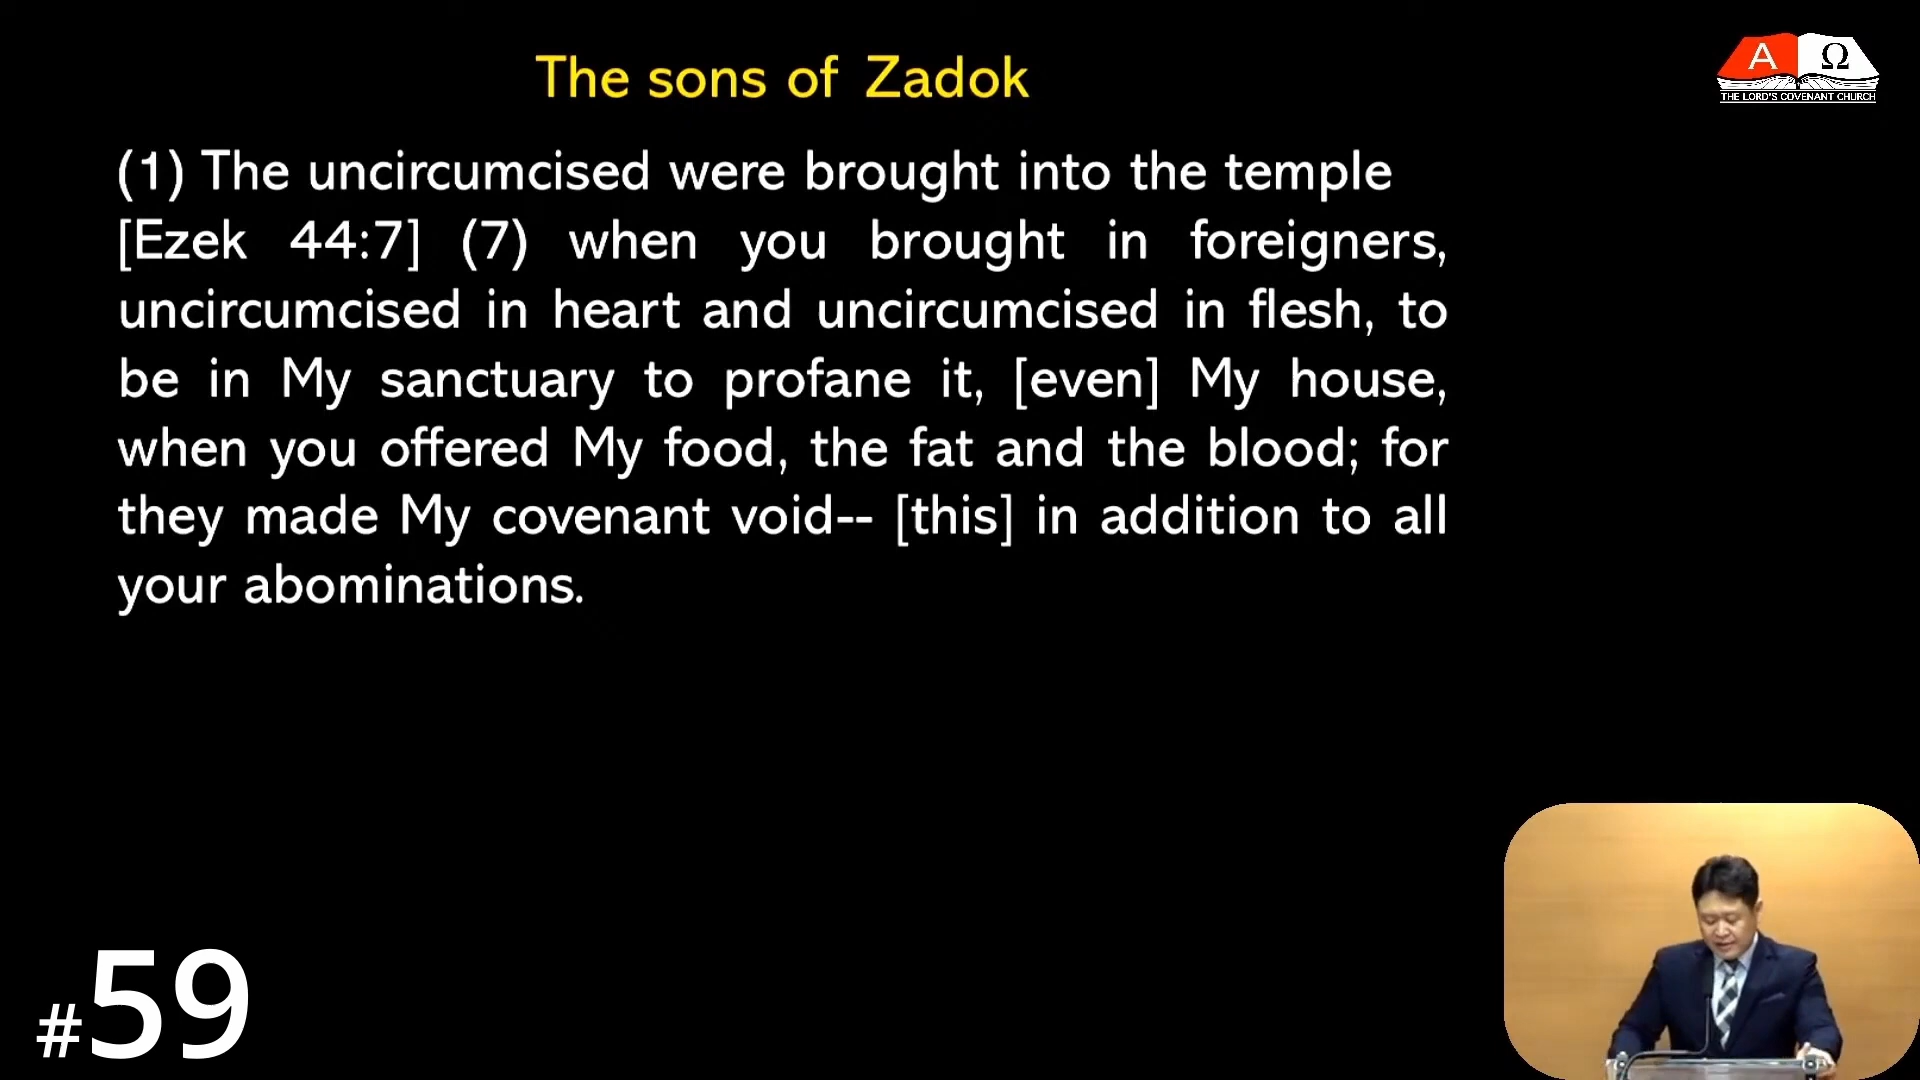 The sons of Zadok
A Ω
THE LORD'S COVENANT CHURCH
(1) The uncircumcised were brought into the temple
[Ezek 44:7] (7) when you brought in foreigners,
uncircumcised in heart and uncircumcised in flesh, to
be in My sanctuary to profane it, [even] My house,
when you offered My food, the fat and the blood; for
they made My covenant void-- [this] in addition to all
your abominations.
#59